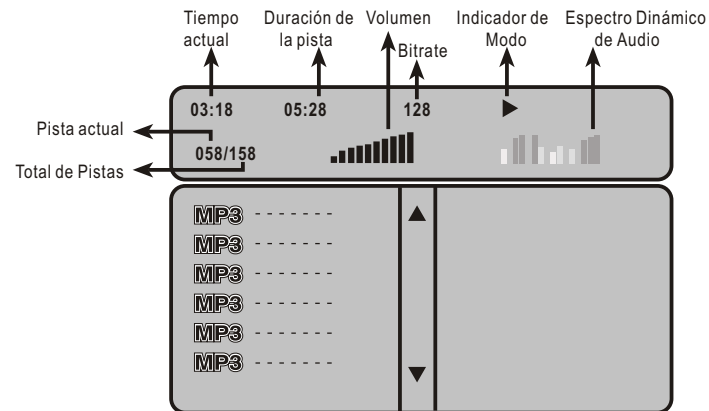 Tiempo actual
Duración de la pista
Volumen
Bitrate
Indicador de Modo
Espectro Dinámico de Audio
03:18 05:28 128
Pista actual
058/158
Total de Pistas
MP3 - - - - - - -
MP3 - - - - - - -
MP3 - - - - - - -
MP3 - - - - - - -
MP3 - - - - - - -
MP3 - - - - - - -